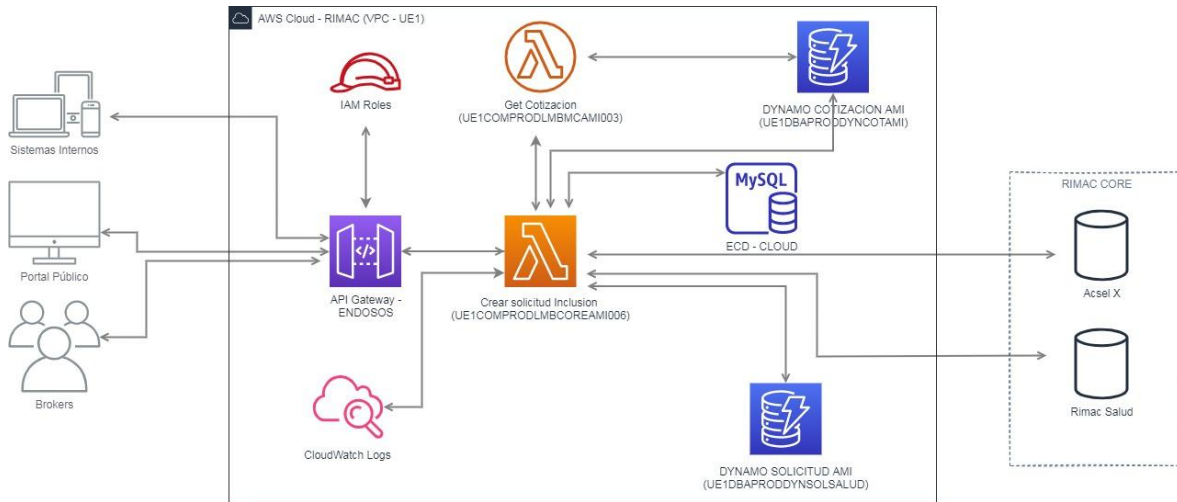 AWS Cloud - RIMAC (VPC - UE1)
IAM Roles
Get Cotizacion
(UE1COMPRODLMBMCAMI003)
DYNAMO COTIZACION AMI
(UE1DBAPRODDYNCOTAMI)
Sistemas Internos
MySQL
ECD - CLOUD
RIMAC CORE
Portal Público
API Gateway -
ENDOSOS
Crear solicitud Inclusion
(UE1COMPRODLMBCOREAMI006)
Acsel X
Brokers
CloudWatch Logs
Rimac Salud
DYNAMO SOLICITUD AMI
(UE1DBAPRODDYNSOLSALUD)